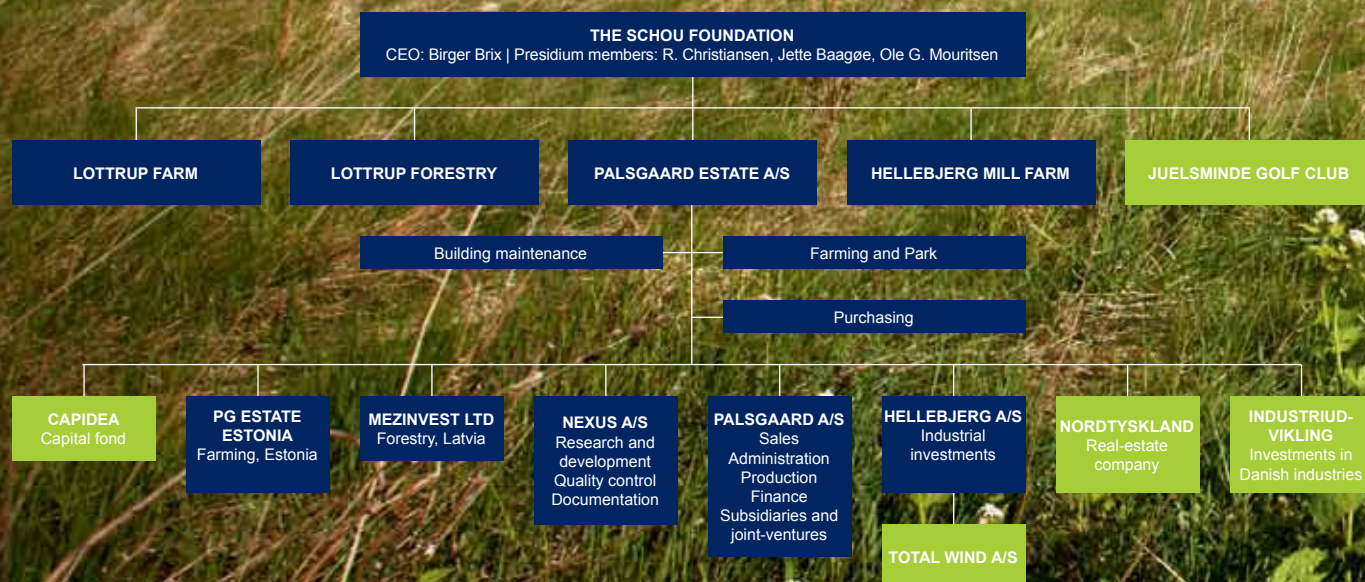 THE SCHOU FOUNDATION
CEO: Birger Brix | Presidium members: R. Christiansen, Jette Baagøe, Ole G. Mouritsen
LOTTRUP FARM
LOTTRUP FORESTRY
PALSGAARD ESTATE A/S
HELLEBJERG MILL FARM
JUELSMINDE GOLF CLUB
Building maintenance
Farming and Park
Purchasing
CAPIDEA
Capital fond
PG ESTATE
ESTONIA
Farming, Estonia
MEZINVEST LTD
Forestry, Latvia
NEXUS A/S
Research and
development
Quality control
Documentation
PALSGAARD A/S
Sales
Administration
Production
Finance
Subsidiaries and
joint-ventures
HELLEBJERG A/S
Industrial
investments
TOTAL WIND A/S
NORDTYSKLAND
Real-estate
company
INDUSTRIUD-
VIKLING
Investments in
Danish industries